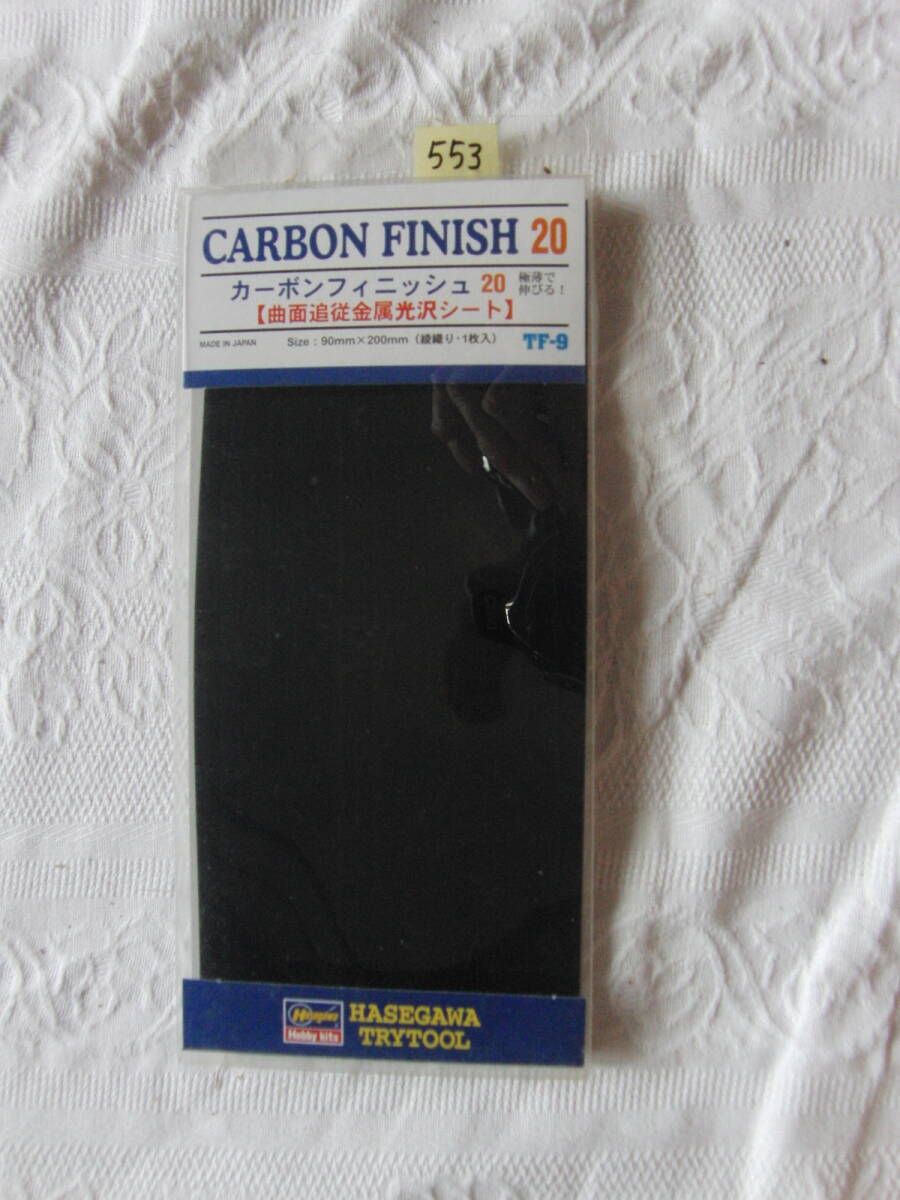 553
CARBON FINISH 20
カーボンフィニッシュ 20 極薄で伸びる!
【曲面追従金属光沢シート】
MADE IN JAPAN Size : 90mm×200mm (綾織り・1枚入) TF-9
Hasegawa
Hobby kits
HASEGAWA
TRYTOOL